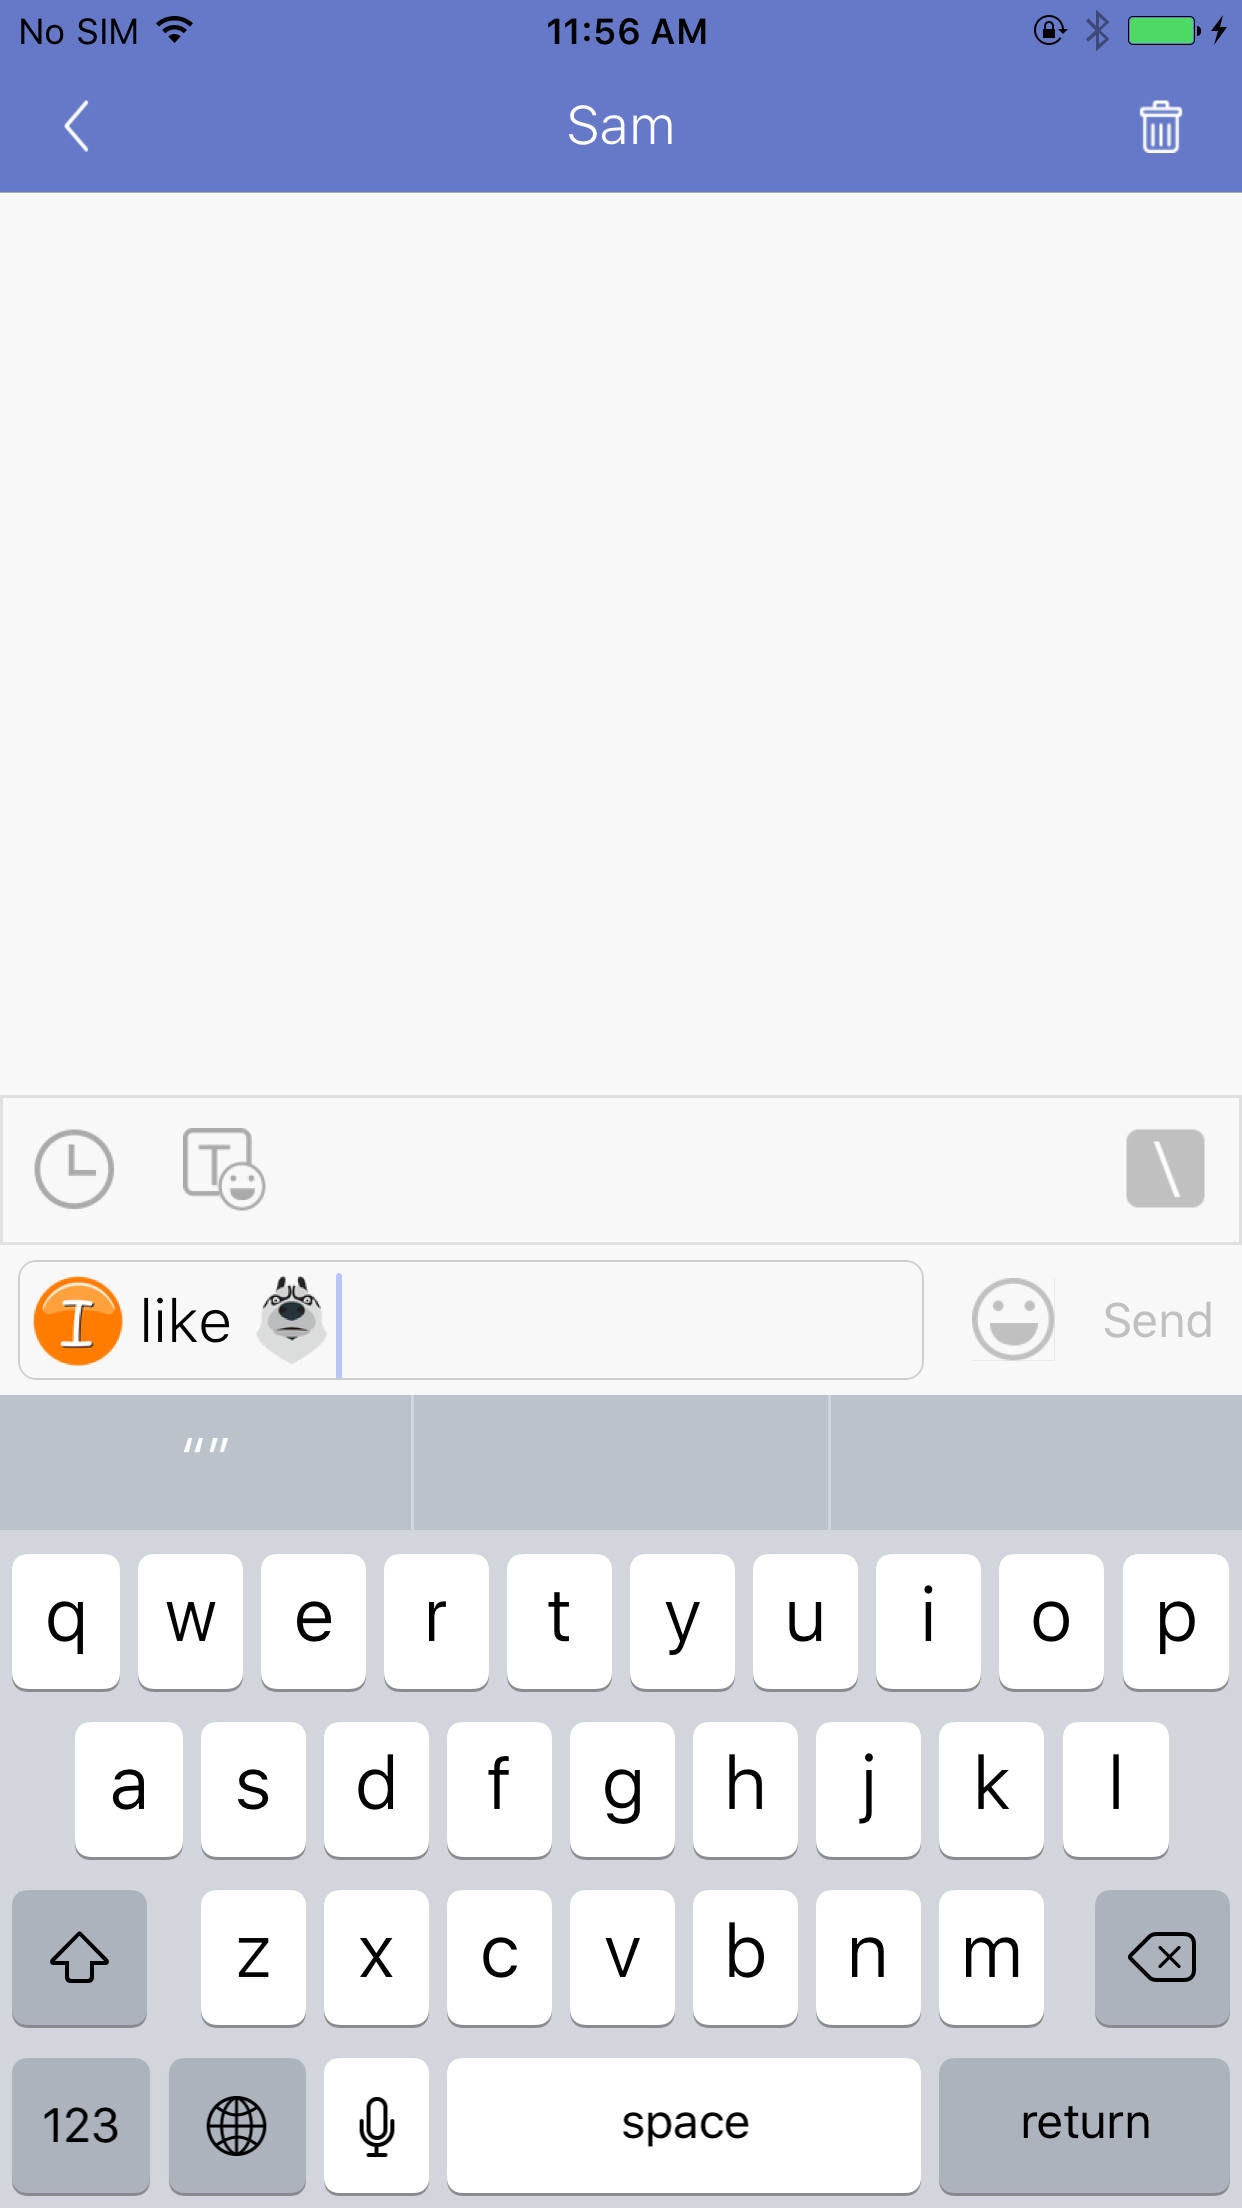 No SIM 11:56 AM
Sam
T \
I like Send
“”
q w e r t y u i o p
a s d f g h j k l
z x c v b n m
123 space return